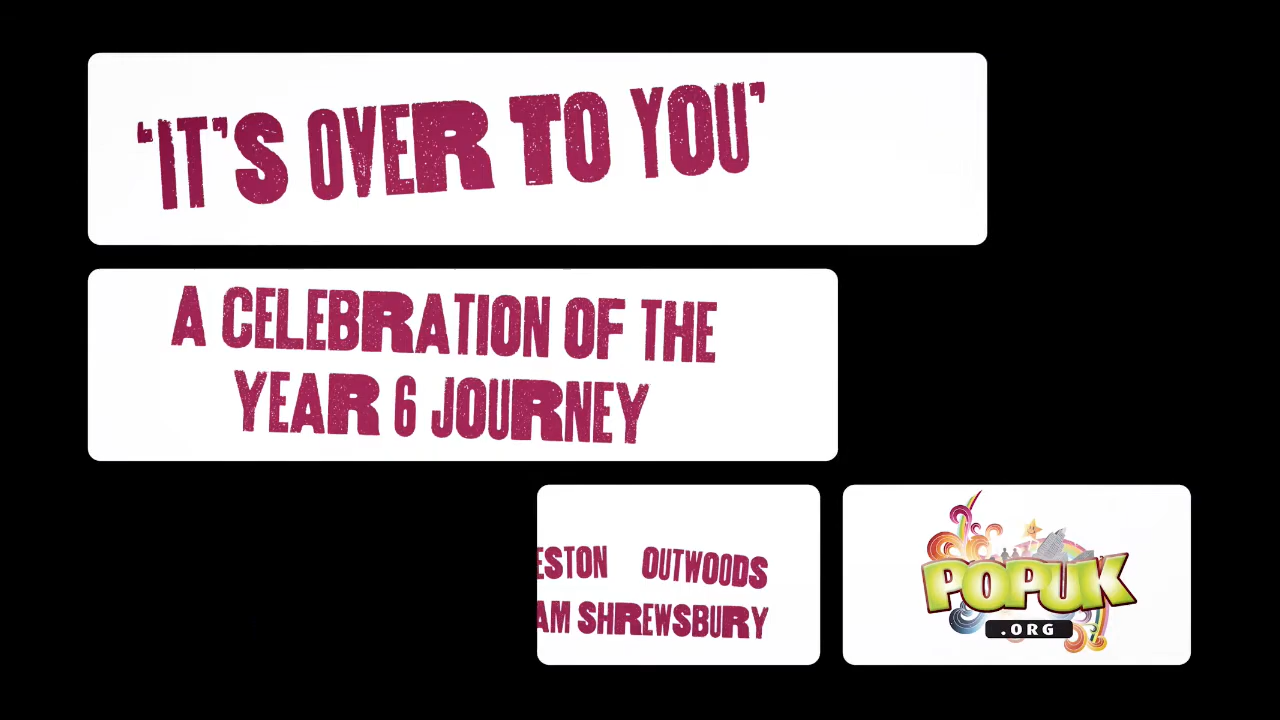 ‘IT’S OVER TO YOU’
A CELEBRATION OF THE
YEAR 6 JOURNEY
ESTON OUTWOODS
AM SHREWSBURY
POPUK
.ORG